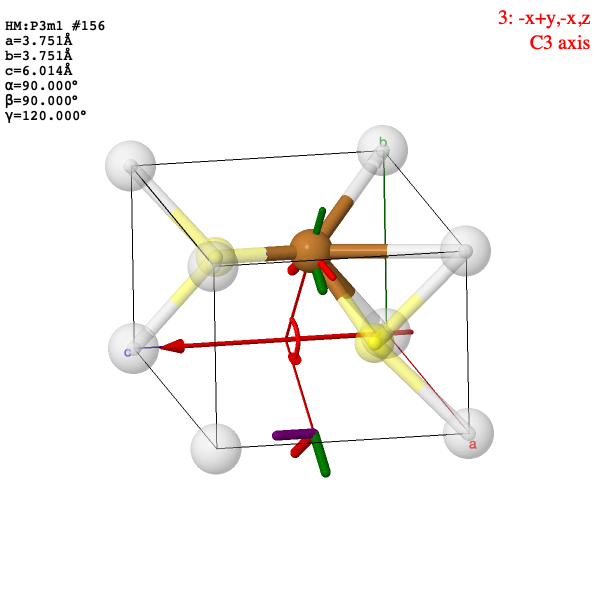 HM:P3m1 #156
a=3.751Å
b=3.751Å
c=6.014Å
α=90.000°
β=90.000°
γ=120.000°
3: -x+y,-x,z
C3 axis
b
c
a